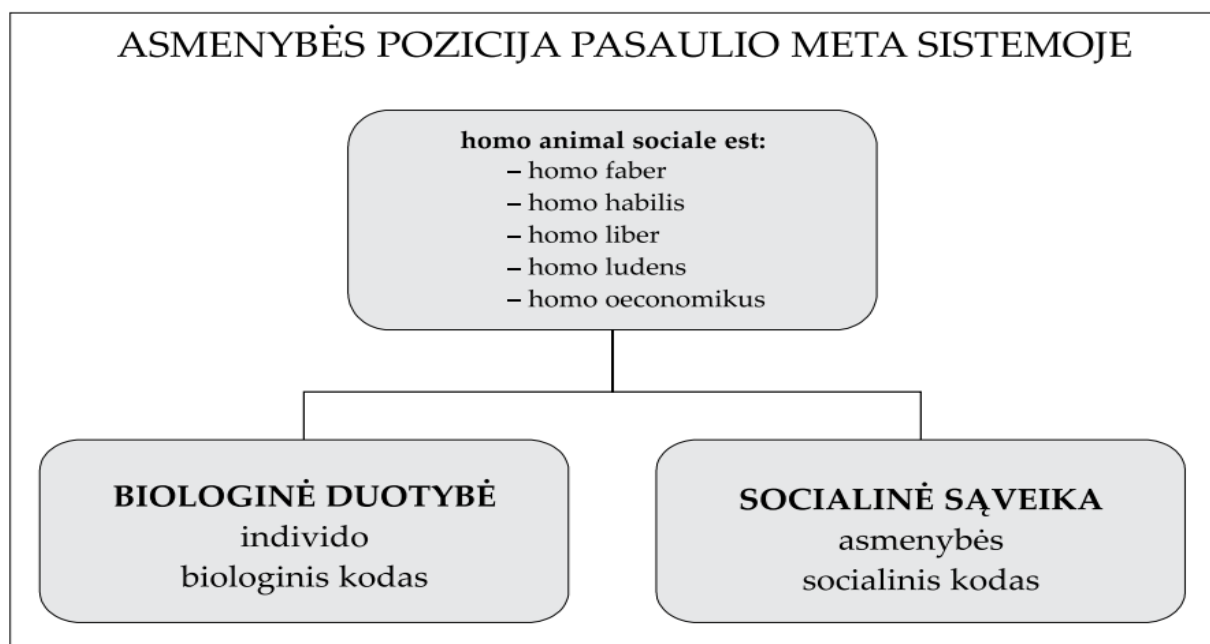 ASMENYBĖS POZICIJA PASAULIO META SISTEMOJE
homo animal sociale est:
– homo faber
– homo habilis
– homo liber
– homo ludens
– homo oeconomikus
BIOLOGINĖ DUOTYBĖ
individo
biologinis kodas
SOCIALINĖ SĄVEIKA
asmenybės
socialinis kodas